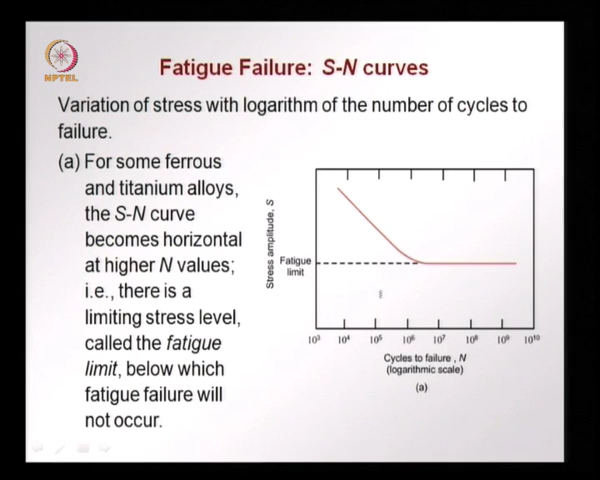 NPTEL
Fatigue Failure: S-N curves
Variation of stress with logarithm of the number of cycles to
failure.
(a) For some ferrous
and titanium alloys,
the S-N curve
becomes horizontal
at higher N values;
i.e., there is a
limiting stress level,
called the fatigue
limit, below which
fatigue failure will
not occur.
Stress amplitude, S
Fatigue
limit
10³ 10⁴ 10⁵ 10⁶ 10⁷ 10⁸ 10⁹ 10¹⁰
Cycles to failure , N
(logarithmic scale)
(a)